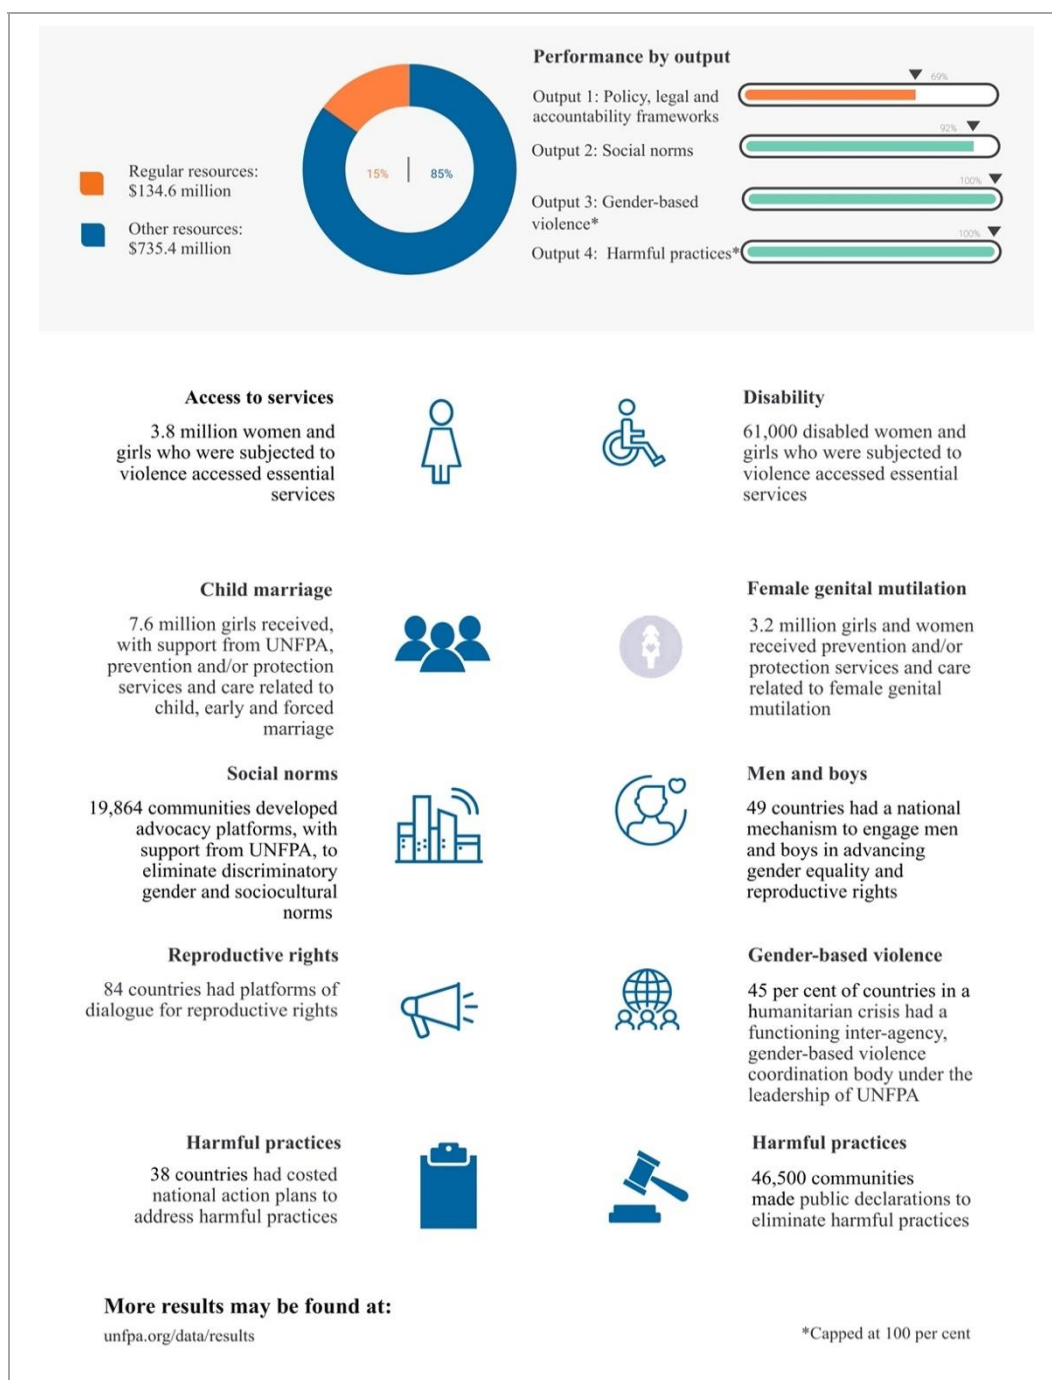 Performance by output
Regular resources:
$134.6 million
Other resources:
$735.4 million
15%
85%
Output 1: Policy, legal and
accountability frameworks
69%
Output 2: Social norms
92%
Output 3: Gender-based
violence*
100%
Output 4: Harmful practices*
100%
Access to services
3.8 million women and
girls who were subjected to
violence accessed essential
services
Disability
61,000 disabled women and
girls who were subjected to
violence accessed essential
services
Child marriage
7.6 million girls received,
with support from UNFPA,
prevention and/or protection
services and care related to
child, early and forced
marriage
Female genital mutilation
3.2 million girls and women
received prevention and/or
protection services and care
related to female genital
mutilation
Social norms
19,864 communities developed
advocacy platforms, with
support from UNFPA, to
eliminate discriminatory
gender and sociocultural
norms
Men and boys
49 countries had a national
mechanism to engage men
and boys in advancing
gender equality and
reproductive rights
Reproductive rights
84 countries had platforms of
dialogue for reproductive rights
Gender-based violence
45 per cent of countries in a
humanitarian crisis had a
functioning inter-agency,
gender-based violence
coordination body under the
leadership of UNFPA
Harmful practices
38 countries had costed
national action plans to
address harmful practices
Harmful practices
46,500 communities
made public declarations to
eliminate harmful practices
More results may be found at:
unfpa.org/data/results
*Capped at 100 per cent